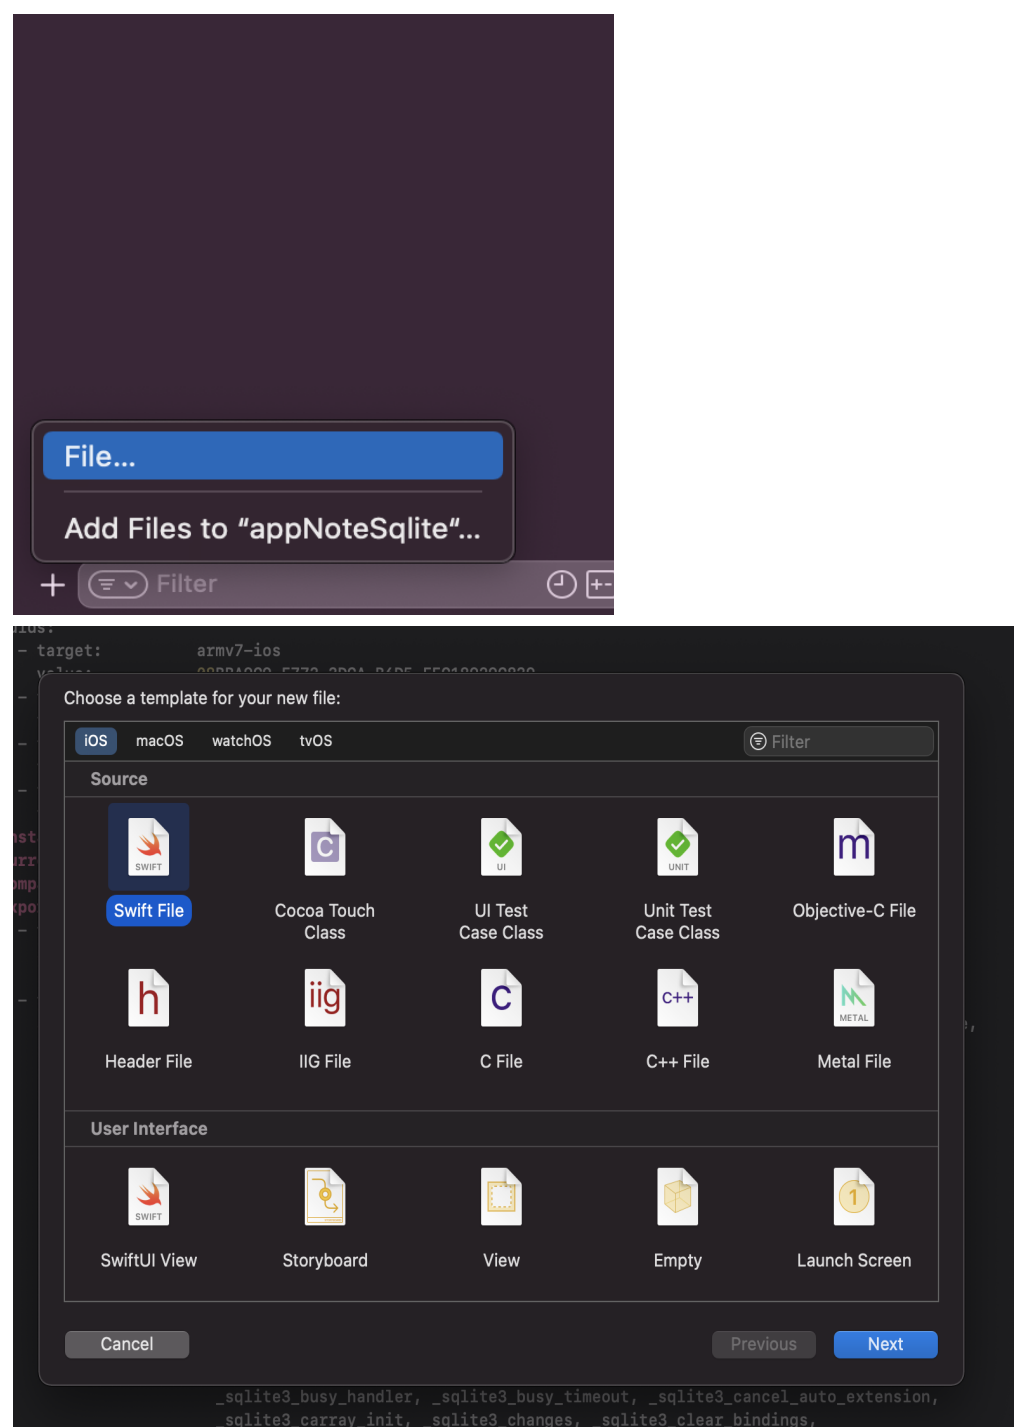 File...
Add Files to “appNoteSqlite“...
Filter
- target: armv7-ios
Choose a template for your new file:
iOS macOS watchOS tvOS
Filter
Source
SWIFT
UI
UNIT
Swift File
Cocoa Touch
Class
UI Test
Case Class
Unit Test
Case Class
Objective-C File
C
m
h
iig
C
C++
METAL
Header File
IIG File
C File
C++ File
Metal File
User Interface
SWIFT
1
SwiftUI View
Storyboard
View
Empty
Launch Screen
Cancel
Previous
Next
_sqlite3_busy_handler, _sqlite3_busy_timeout, _sqlite3_cancel_auto_extension,
_sqlite3_carray_init, _sqlite3_changes, _sqlite3_clear_bindings,